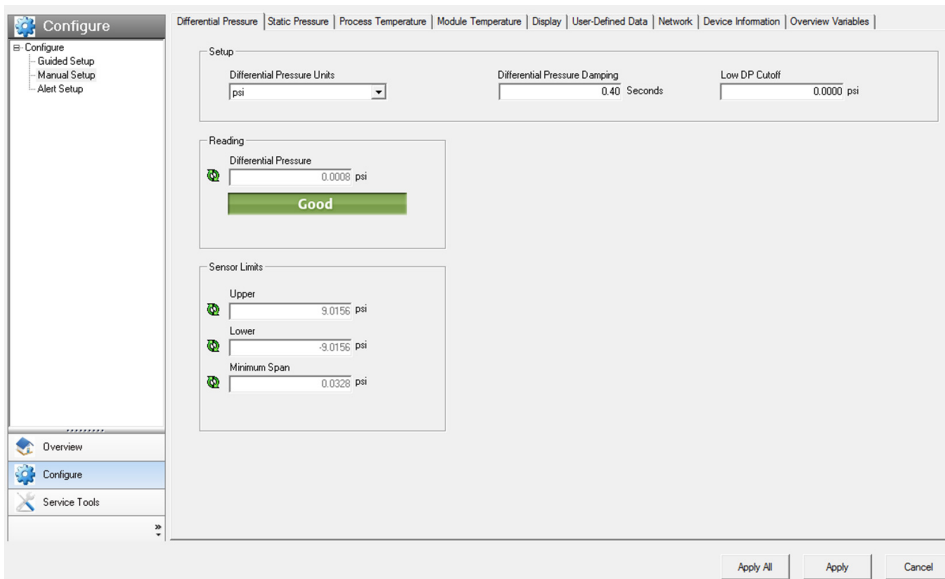 Configure
Configure
Guided Setup
Manual Setup
Alert Setup
Overview
Configure
Service Tools
»
Differential Pressure Static Pressure Process Temperature Module Temperature Display User-Defined Data Network Device Information Overview Variables
Setup
Differential Pressure Units Differential Pressure Damping Low DP Cutoff
psi 0.40 Seconds 0.0000 psi
Reading
Differential Pressure
0.0008 psi
Good
Sensor Limits
Upper
9.0156 psi
Lower
-9.0156 psi
Minimum Span
0.0328 psi
Apply All Apply Cancel